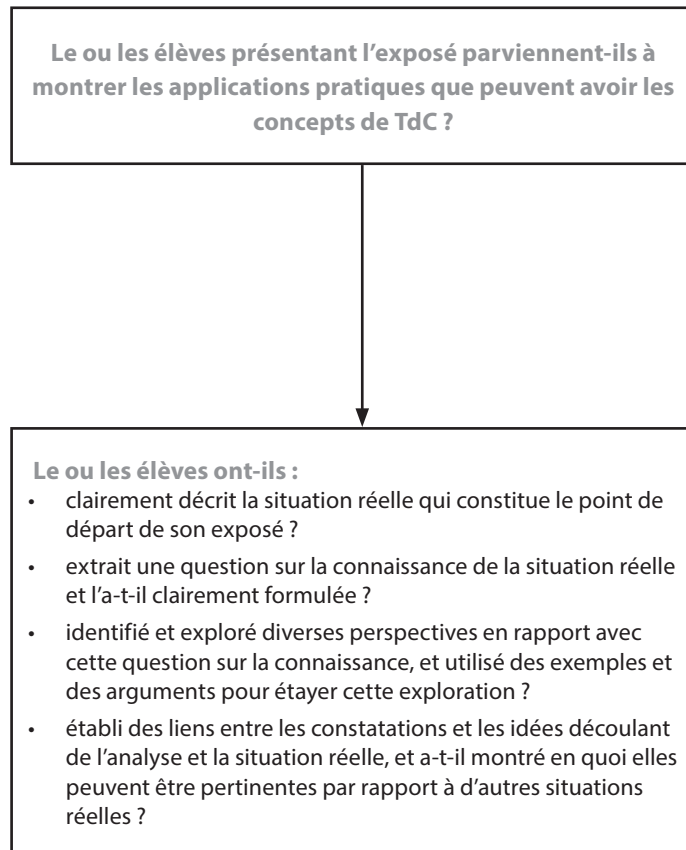 Le ou les élèves présentant l’exposé parviennent-ils à
montrer les applications pratiques que peuvent avoir les
concepts de TdC ?
Le ou les élèves ont-ils :
• clairement décrit la situation réelle qui constitue le point de
départ de son exposé ?
• extrait une question sur la connaissance de la situation réelle
et l’a-t-il clairement formulée ?
• identifié et exploré diverses perspectives en rapport avec
cette question sur la connaissance, et utilisé des exemples et
des arguments pour étayer cette exploration ?
• établi des liens entre les constatations et les idées découlant
de l’analyse et la situation réelle, et a-t-il montré en quoi elles
peuvent être pertinentes par rapport à d’autres situations
réelles ?